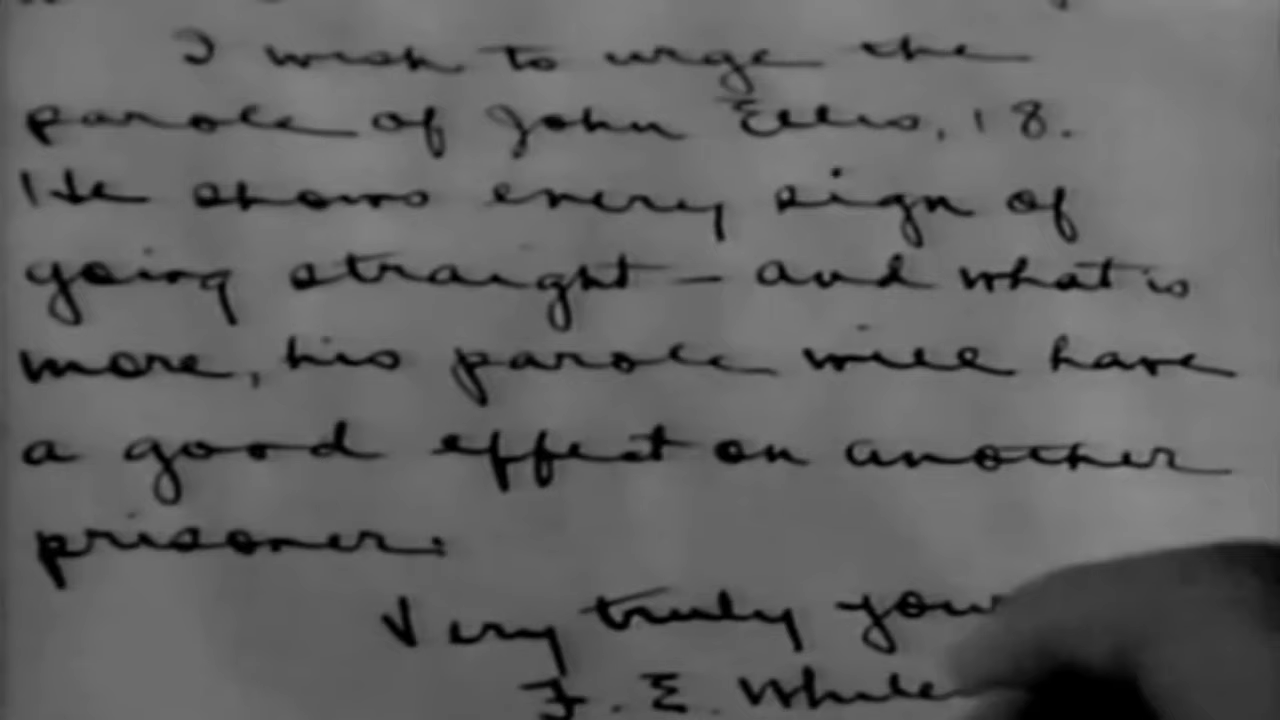 I wish to urge the
parole of John Ellis, 18.
He shows every sign of
going straight — and what is
more, his parole will have
a good effect on another
prisoner.
Very truly you
F. E.